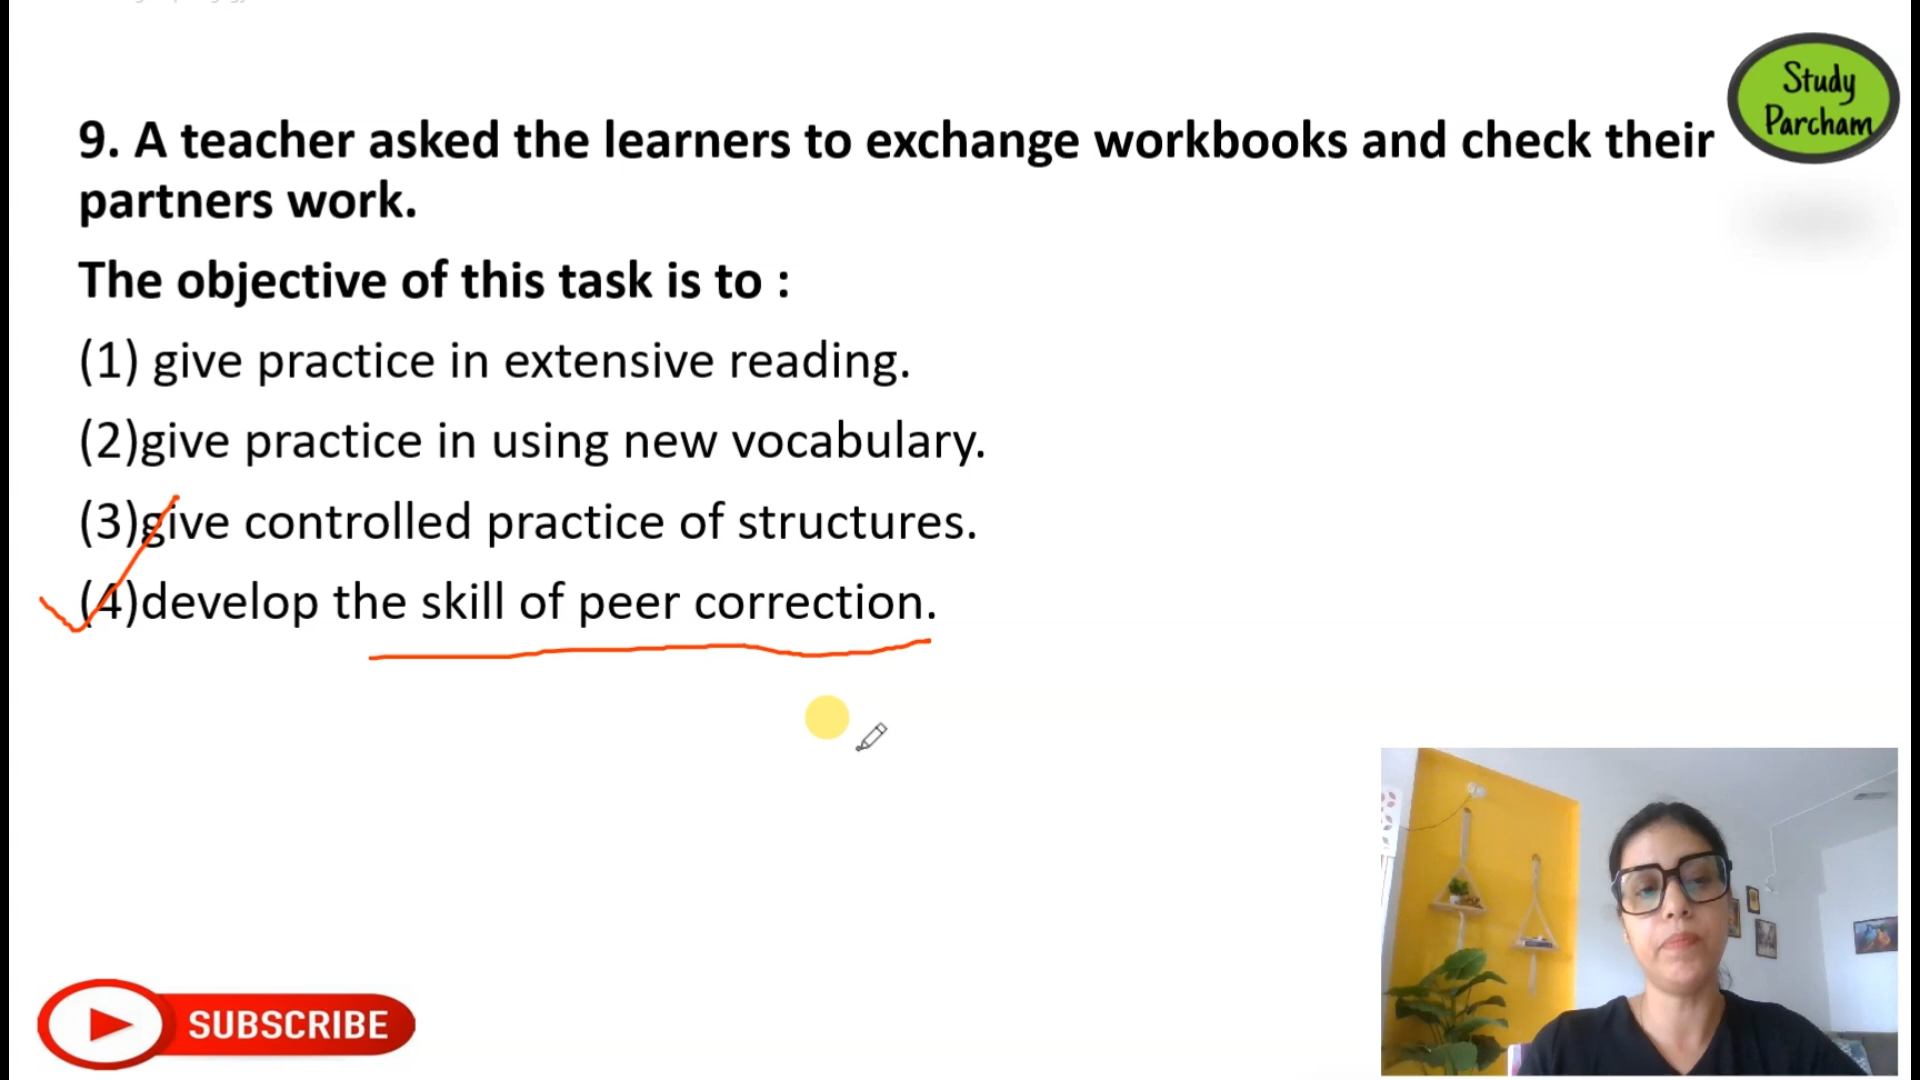 Study
Parcham
9. A teacher asked the learners to exchange workbooks and check their
partners work.
The objective of this task is to :
(1) give practice in extensive reading.
(2)give practice in using new vocabulary.
(3)give controlled practice of structures.
(4)develop the skill of peer correction.
SUBSCRIBE